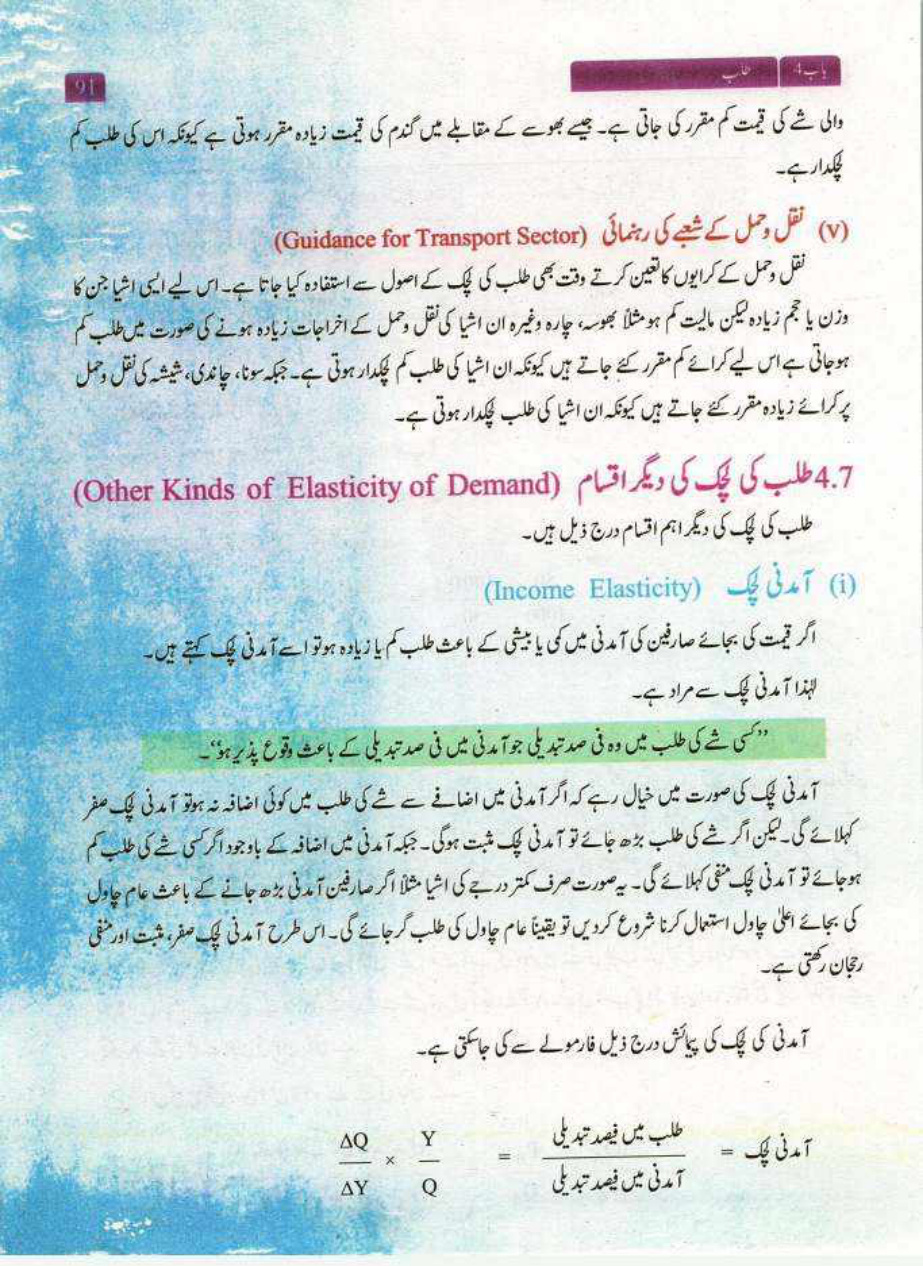 باب 4 طلب
91
والی شے کی قیمت کم مقرر کی جاتی ہے۔ جیسے بھوسے کے مقابلے میں گندم کی قیمت زیادہ مقرر ہوتی ہے کیونکہ اس کی طلب کم
لچکدار ہے۔
(v) نقل و حمل کے شعبے کی رہنمائی (Guidance for Transport Sector)
نقل و حمل کے کرایوں کا تعین کرتے وقت بھی طلب کی لچک کے اصول سے استفادہ کیا جاتا ہے۔ اس لیے ایسی اشیا جن کا
وزن یا حجم زیادہ لیکن مالیت کم ہو مثلاً بھوسہ، چارہ وغیرہ ان اشیا کی نقل و حمل کے اخراجات زیادہ ہونے کی صورت میں طلب کم
ہوجاتی ہے اس لیے کرائے کم مقرر کئے جاتے ہیں کیونکہ ان اشیا کی طلب کم لچکدار ہوتی ہے۔ جبکہ سونا، چاندی، شیشہ کی نقل و حمل
پر کرائے زیادہ مقرر کئے جاتے ہیں کیونکہ ان اشیا کی طلب لچکدار ہوتی ہے۔
4.7 طلب کی لچک کی دیگر اقسام (Other Kinds of Elasticity of Demand)
طلب کی لچک کی دیگر اہم اقسام درج ذیل ہیں۔
(i) آمدنی لچک (Income Elasticity)
اگر قیمت کی بجائے صارفین کی آمدنی میں کمی یا بیشی کے باعث طلب کم یا زیادہ ہو تو اسے آمدنی لچک کہتے ہیں۔
لہٰذا آمدنی لچک سے مراد ہے۔
”کسی شے کی طلب میں وہ فی صد تبدیلی جو آمدنی میں فی صد تبدیلی کے باعث وقوع پذیر ہو“۔
آمدنی لچک کی صورت میں خیال رہے کہ اگر آمدنی میں اضافے سے شے کی طلب میں کوئی اضافہ نہ ہو تو آمدنی لچک صفر
کہلائے گی۔ لیکن اگر شے کی طلب بڑھ جائے تو آمدنی لچک مثبت ہوگی۔ جبکہ آمدنی میں اضافہ کے باوجود اگر کسی شے کی طلب کم
ہوجائے تو آمدنی لچک منفی کہلائے گی۔ یہ صورت صرف کمتر درجے کی اشیا مثلاً اگر صارفین آمدنی بڑھ جانے کے باعث عام چاول
کی بجائے اعلیٰ چاول استعمال کرنا شروع کردیں تو یقیناً عام چاول کی طلب گر جائے گی۔ اس طرح آمدنی لچک صفر، مثبت اور منفی
رجحان رکھتی ہے۔
آمدنی کی لچک کی پیمائش درج ذیل فارمولے سے کی جاسکتی ہے۔
آمدنی لچک = طلب میں فیصد تبدیلی / آمدنی میں فیصد تبدیلی = ΔQ / ΔY × Y / Q